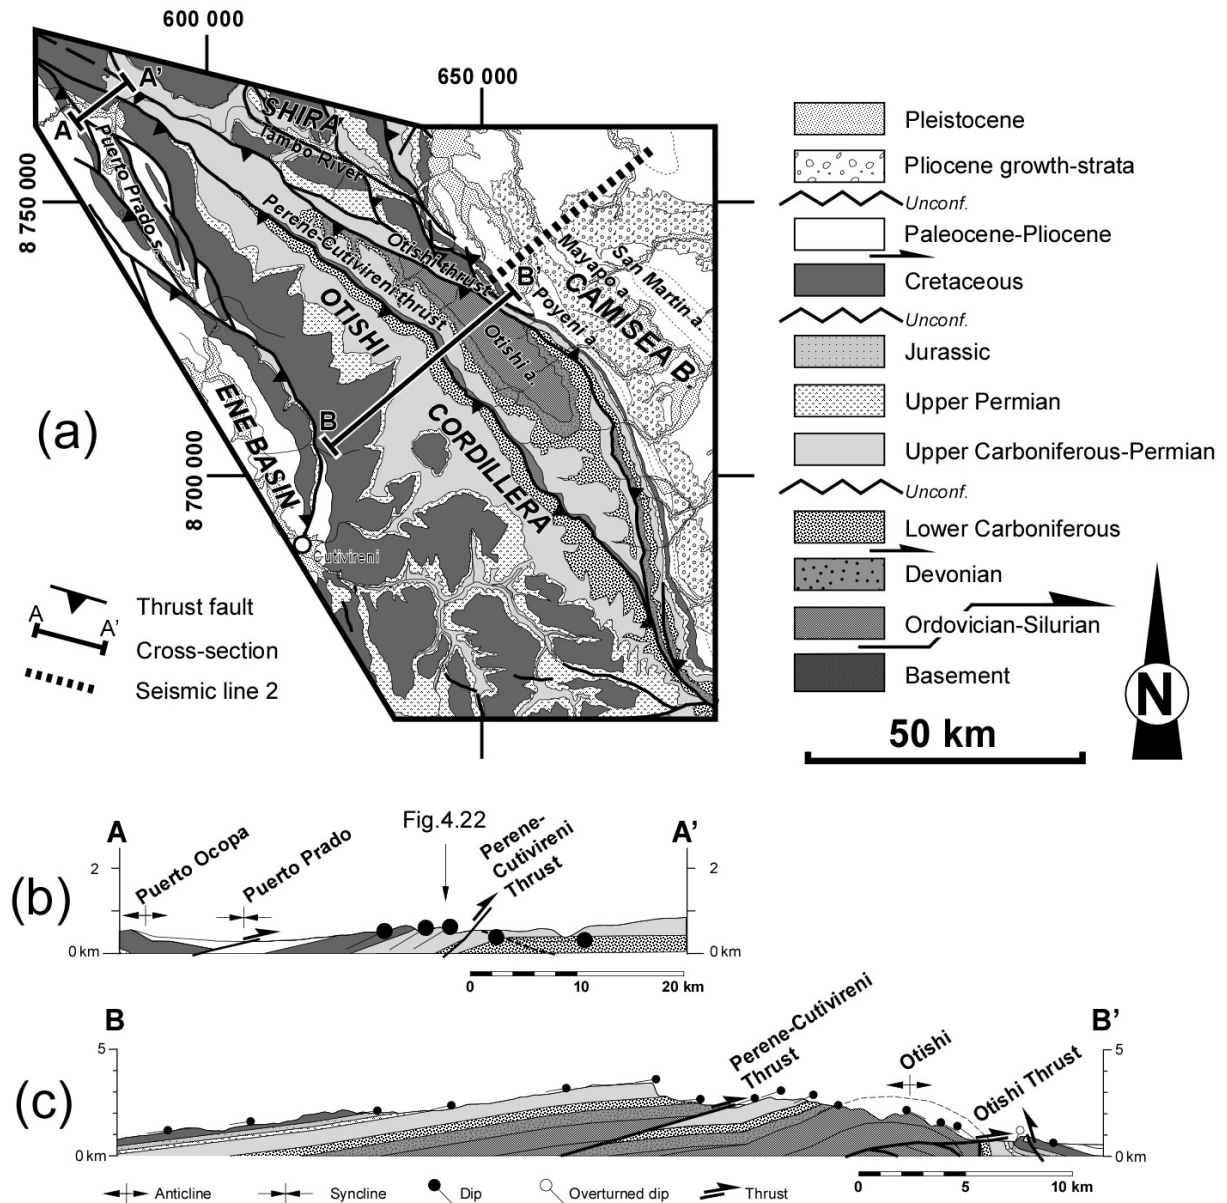 600 000
650 000
8 750 000
8 700 000
A
A'
SHIRA
Tambo River
Puerto Prado s.
Perene-Cutivireni thrust
Otishi thrust
B'
Mayapo a.
San Martin a.
Poyeni a.
CAMISEA B.
OTISHI
Otishi a.
CORDILLERA
B
ENE BASIN
Cutivireni
(a)
A
A'
Thrust fault
Cross-section
Seismic line 2
Pleistocene
Pliocene growth-strata
Unconf.
Paleocene-Pliocene
Cretaceous
Unconf.
Jurassic
Upper Permian
Upper Carboniferous-Permian
Unconf.
Lower Carboniferous
Devonian
Ordovician-Silurian
Basement
N
50 km
(b)
A
Fig.4.22
A'
Puerto Ocopa
Puerto Prado
Perene-
Cutivireni
Thrust
2
2
0 km
0 km
0 10 20 km
(c)
B
B’
5
5
Perene-Cutivireni
Thrust
Otishi
Otishi Thrust
0 km
0 km
0 5 10 km
Anticline
Syncline
Dip
Overturned dip
Thrust